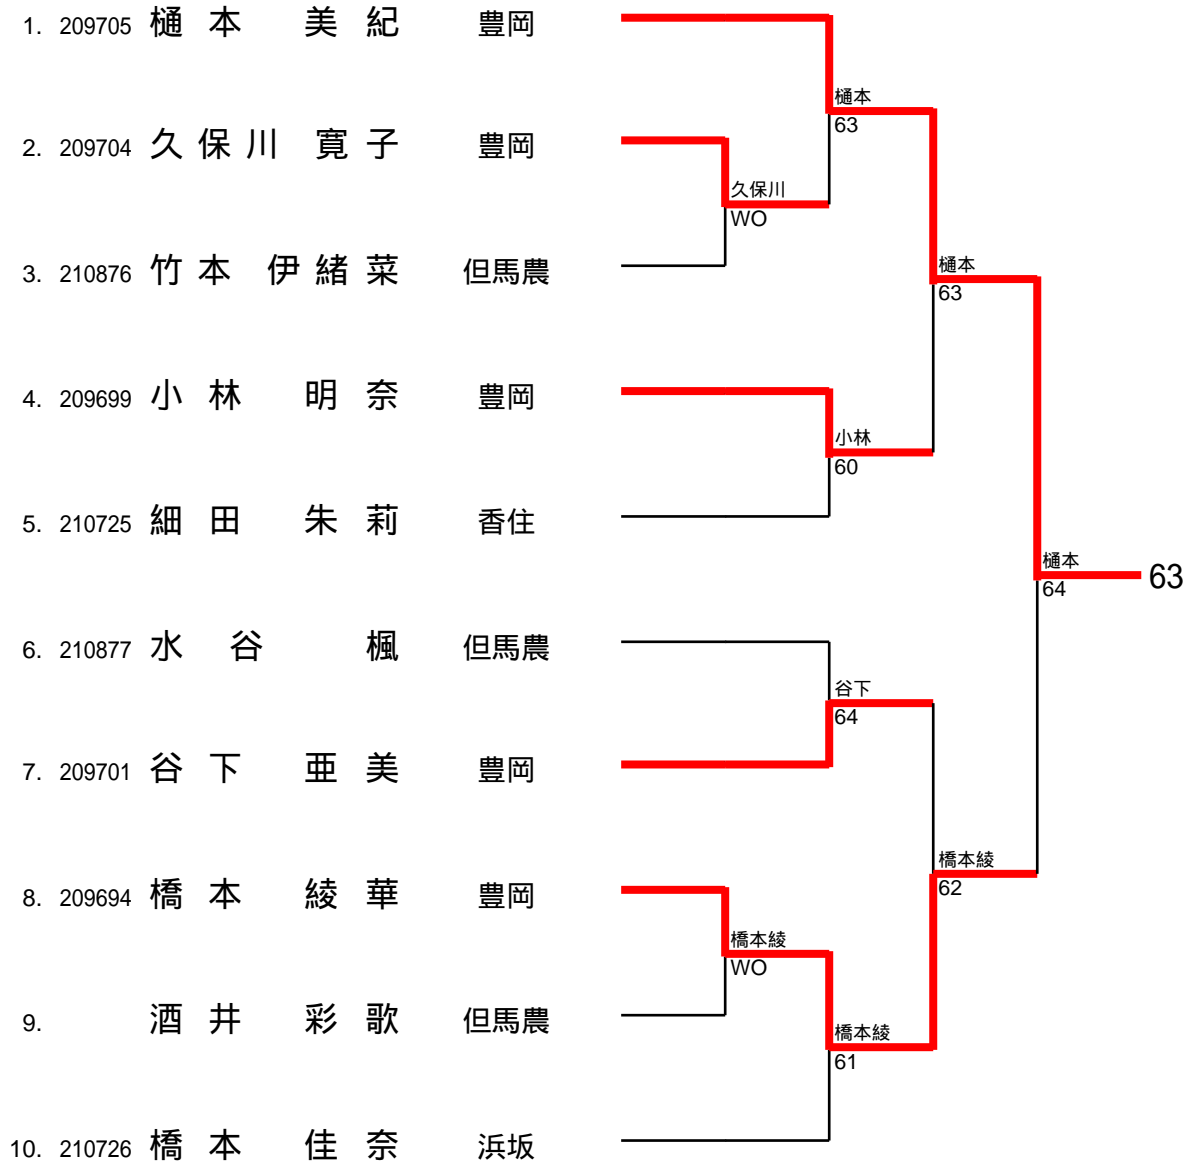 1. 209705 樋本 美紀 豊岡
樋本
63
2. 209704 久保川 寛子 豊岡
久保川
WO
3. 210876 竹本 伊緒菜 但馬農
樋本
63
4. 209699 小林 明奈 豊岡
小林
60
5. 210725 細田 朱莉 香住
樋本
64
63
6. 210877 水谷 楓 但馬農
谷下
64
7. 209701 谷下 亜美 豊岡
橋本綾
62
8. 209694 橋本 綾華 豊岡
橋本綾
WO
9. 酒井 彩歌 但馬農
橋本綾
61
10. 210726 橋本 佳奈 浜坂